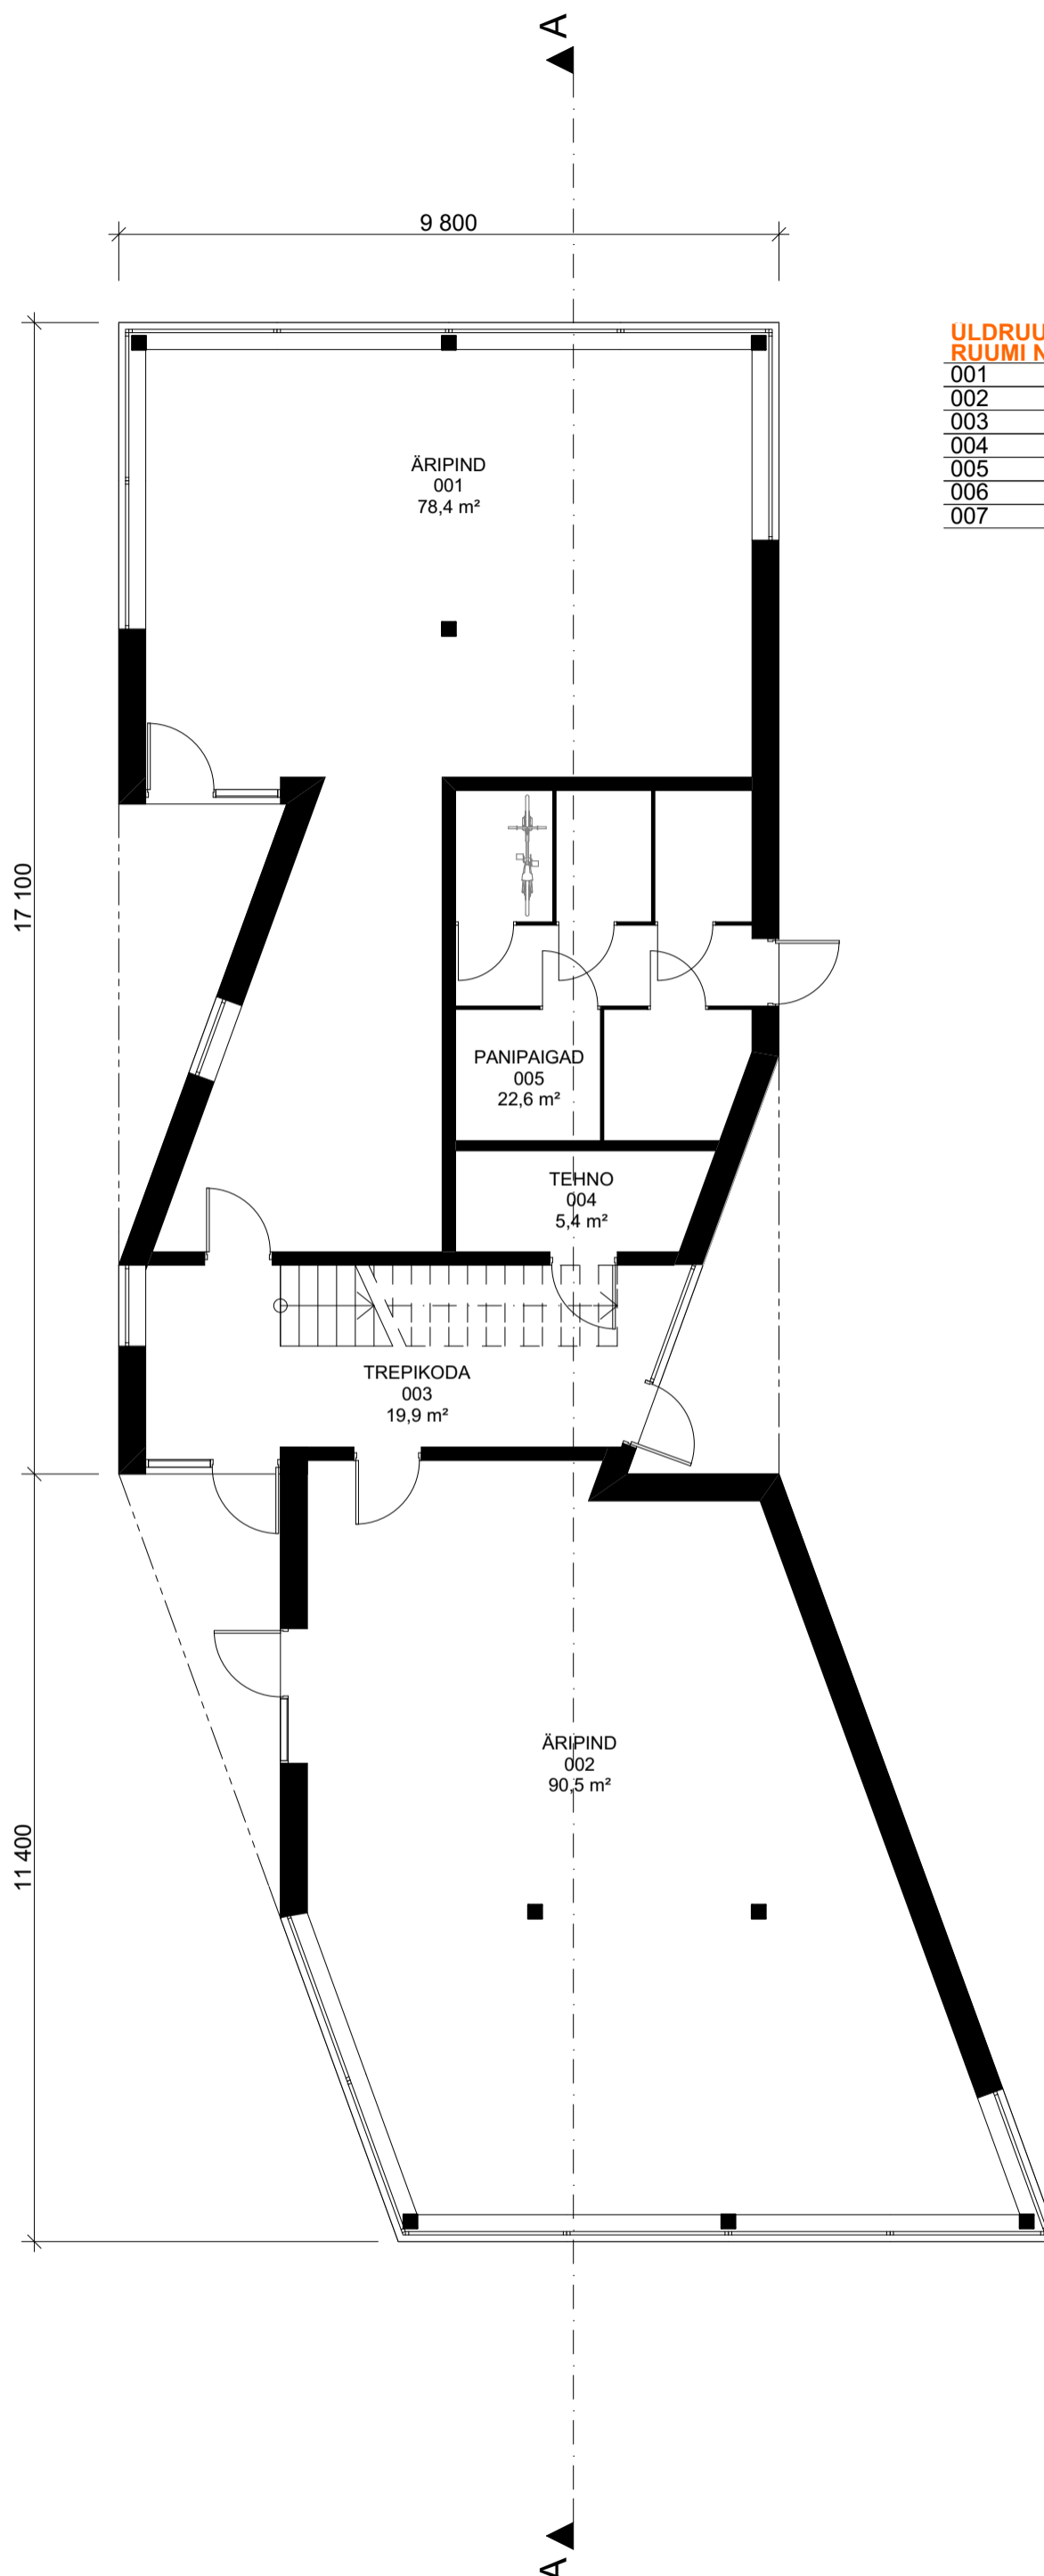 A
9 800
ULDRUU
RUUMI N
001
002
003
004
005
006
007
ÄRIPIND
001
78,4 m²
17 100
PANIPAIGAD
005
22,6 m²
TEHNO
004
5,4 m²
TREPIKODA
003
19,9 m²
ÄRIPIND
002
90,5 m²
11 400
A